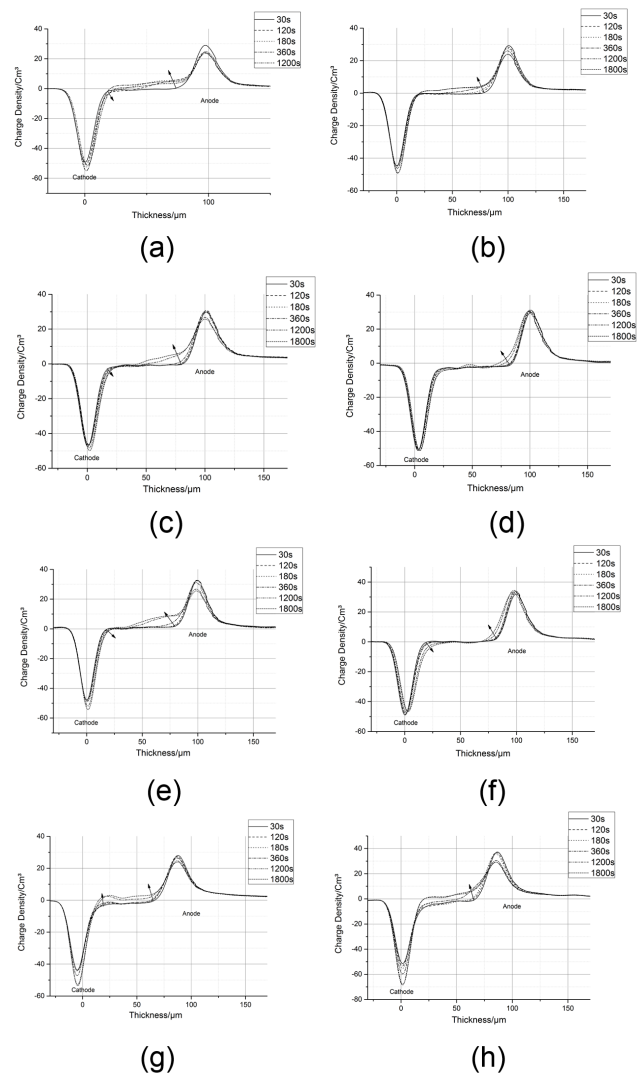 30s
120s
180s
360s
1200s
Charge Density/Cm³
40
20
0
-20
-40
-60
Anode
Cathode
0 100
Thickness/μm
(a)
30s
120s
180s
360s
1200s
1800s
Charge Density/Cm³
40
20
0
-20
-40
-60
0 50 100 150
Thickness/μm
(b)
30s
120s
180s
360s
1200s
1800s
Charge Density/Cm³
40
20
0
-20
-40
-60
Anode
Cathode
0 50 100 150
Thickness/μm
(c)
30s
120s
180s
360s
1200s
1800s
Charge Density/Cm³
40
20
0
-20
-40
-60
Anode
Cathode
0 50 100 150
Thickness/μm
(d)
30s
120s
180s
360s
1200s
1800s
Charge Density/Cm³
40
20
0
-20
-40
-60
Anode
Cathode
0 50 100 150
Thickness/μm
(e)
30s
120s
180s
360s
1200s
1800s
Charge Density/Cm³
40
20
0
-20
-40
-60
Anode
Cathode
0 50 100 150
Thickness/μm
(f)
30s
120s
180s
360s
1200s
1800s
Charge Density/Cm³
40
20
0
-20
-40
-60
Anode
Cathode
0 50 100 150
Thickness/μm
(g)
30s
120s
180s
360s
1200s
1800s
Charge Density/Cm³
40
20
0
-20
-40
-60
-80
Anode
Cathode
0 50 100 150
Thickness/μm
(h)